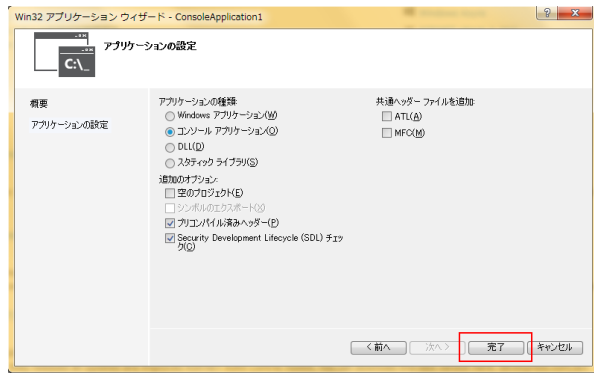 Win32 アプリケーション ウィザード - ConsoleApplication1
アプリケーションの設定
C:\_
概要
アプリケーションの設定
アプリケーションの種類:
Windows アプリケーション(W)
コンソール アプリケーション(O)
DLL(D)
スタティック ライブラリ(S)
追加のオプション:
空のプロジェクト(E)
シンボルのエクスポート(X)
プリコンパイル済みヘッダー(P)
Security Development Lifecycle (SDL) チェッ
ク(C)
共通ヘッダー ファイルを追加:
ATL(A)
MFC(M)
< 前へ
次へ >
完了
キャンセル